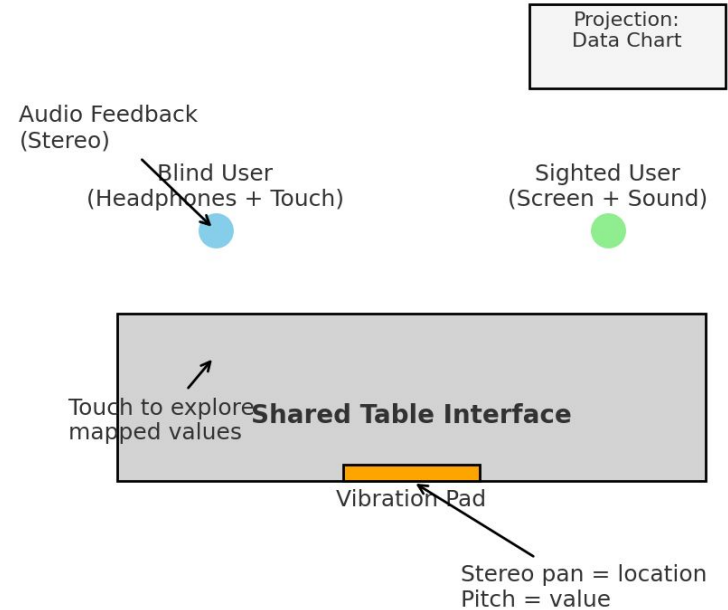 Projection:
Data Chart
Audio Feedback
(Stereo)
Blind User
(Headphones + Touch)
Sighted User
(Screen + Sound)
Touch to explore
mapped values
Shared Table Interface
Vibration Pad
Stereo pan = location
Pitch = value